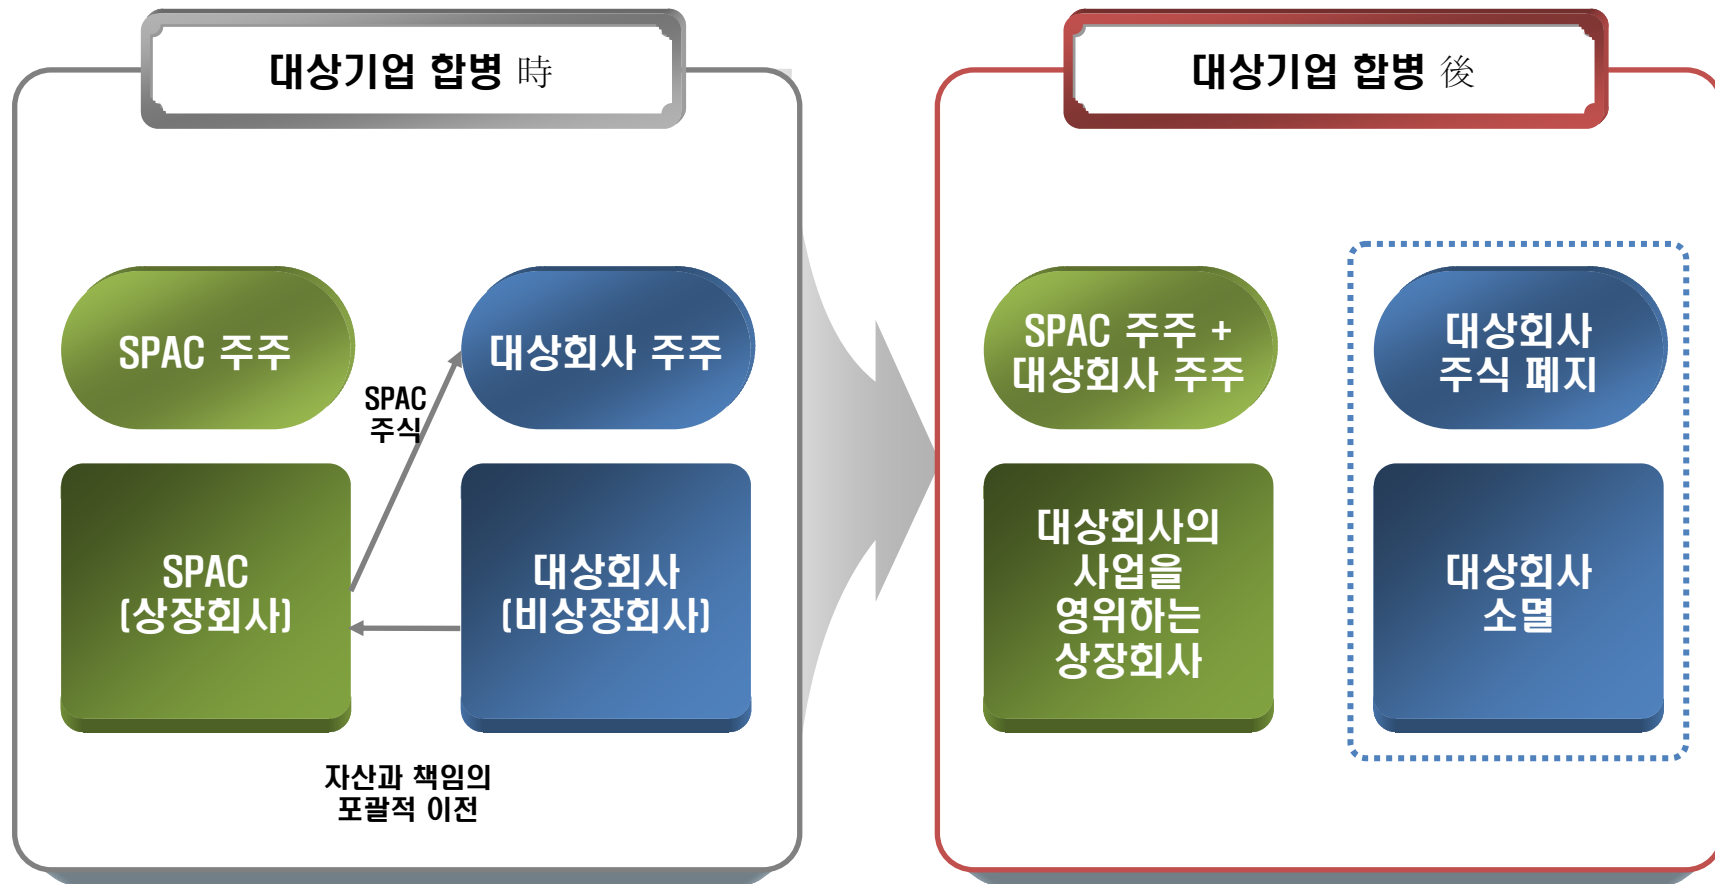 대상기업 합병 時
SPAC 주주
대상회사 주주
SPAC
주식
SPAC
(상장회사)
대상회사
(비상장회사)
자산과 책임의
포괄적 이전
대상기업 합병 後
SPAC 주주 +
대상회사 주주
대상회사
주식 폐지
대상회사의
사업을
영위하는
상장회사
대상회사
소멸